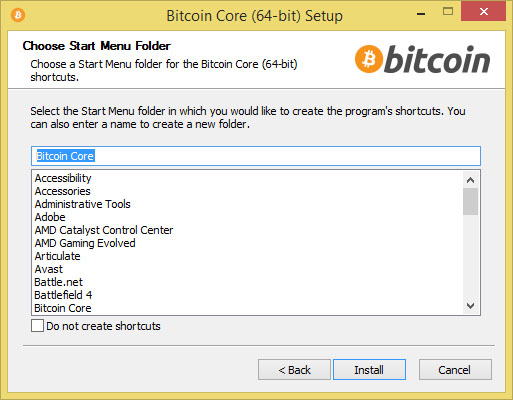 Bitcoin Core (64-bit) Setup
Choose Start Menu Folder
Choose a Start Menu folder for the Bitcoin Core (64-bit)
shortcuts.
bitcoin
Select the Start Menu folder in which you would like to create the program's shortcuts. You
can also enter a name to create a new folder.
Bitcoin Core
Accessibility
Accessories
Administrative Tools
Adobe
AMD Catalyst Control Center
AMD Gaming Evolved
Articulate
Avast
Battle.net
Battlefield 4
Bitcoin Core
Do not create shortcuts
< Back
Install
Cancel